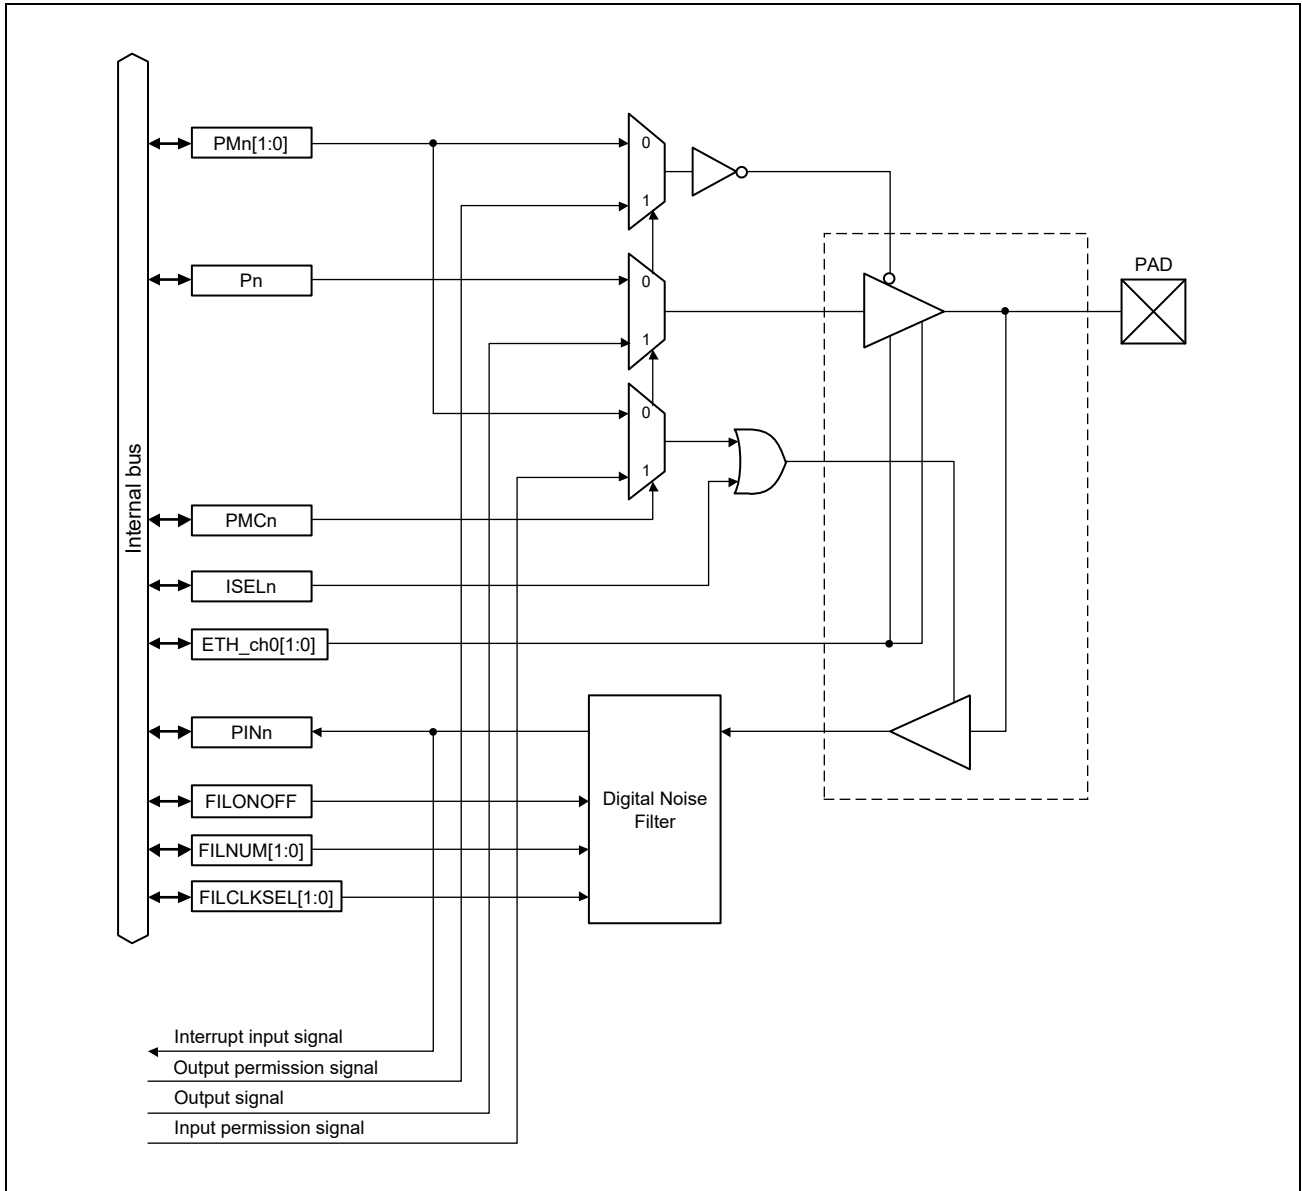 PMn[1:0]
0
1
Pn
0
1
PAD
0
1
Internal bus
PMCn
ISELn
ETH_ch0[1:0]
PINn
FILONOFF
FILNUM[1:0]
FILCLKSEL[1:0]
Digital Noise
Filter
Interrupt input signal
Output permission signal
Output signal
Input permission signal